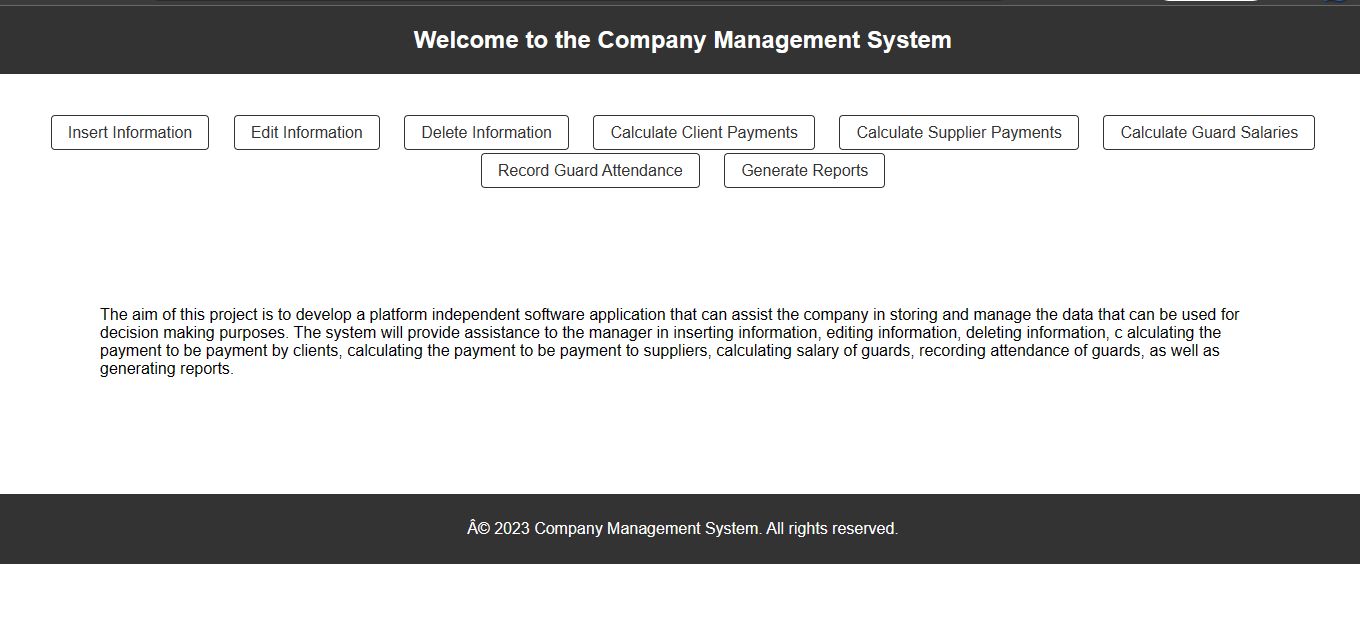 Welcome to the Company Management System
Insert Information Edit Information Delete Information Calculate Client Payments Calculate Supplier Payments Calculate Guard Salaries
Record Guard Attendance Generate Reports
The aim of this project is to develop a platform independent software application that can assist the company in storing and manage the data that can be used for
decision making purposes. The system will provide assistance to the manager in inserting information, editing information, deleting information, c alculating the
payment to be payment by clients, calculating the payment to be payment to suppliers, calculating salary of guards, recording attendance of guards, as well as
generating reports.
© 2023 Company Management System. All rights reserved.